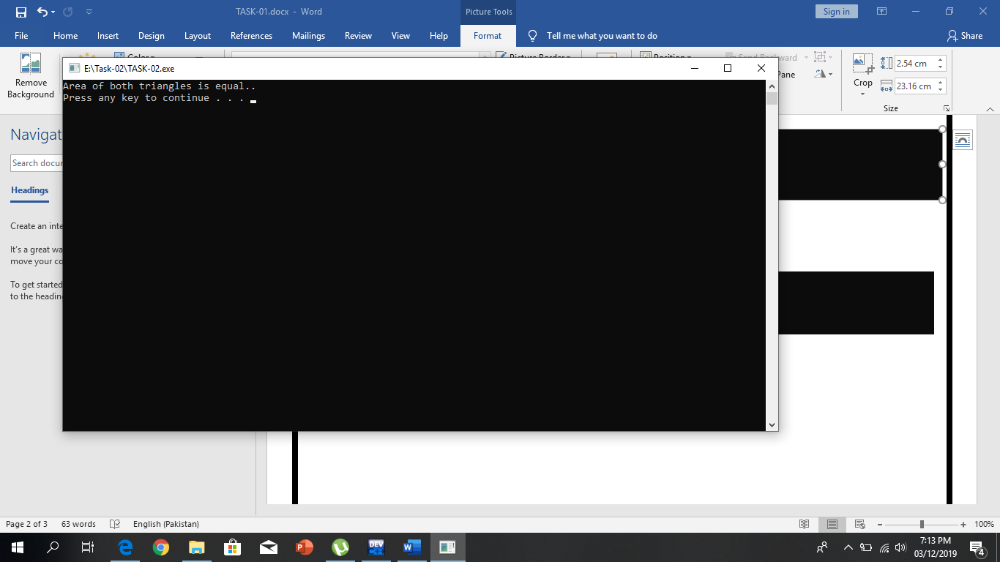 TASK-01.docx - Word
Picture Tools
Sign in
File Home Insert Design Layout References Mailings Review View Help Format Tell me what you want to do Share
Remove
Background
Color
Picture Border
Position
Send Backward
Pane
Crop
2.54 cm
23.16 cm
Size
E:\Task-02\TASK-02.exe
Area of both triangles is equal..
Press any key to continue . . .
Navigat
Search docu
Headings
Create an inte
It's a great wa
move your co
To get started
to the heading
Page 2 of 3 63 words English (Pakistan) 100%
DEV
7:13 PM
03/12/2019
4